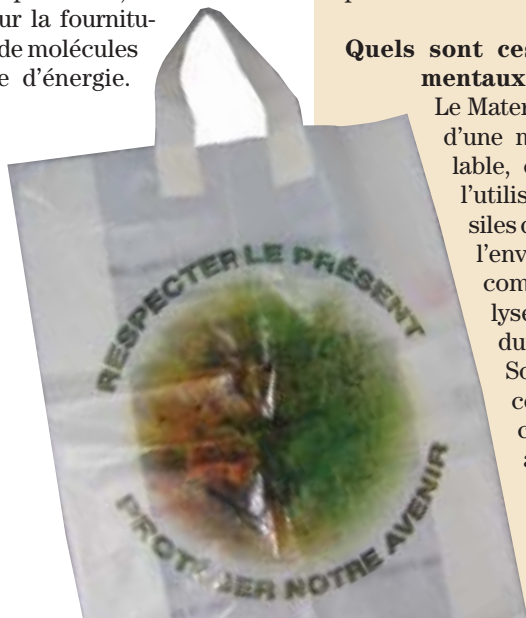 ur la fournitu-
de molécules
e d'énergie.
Quels sont ces
mentaux
Le Mater
d'une n
lable,
l'utilis
siles
l'env
com
lyse
du
So
RESPECTER LE PRÉSENT
PROTÉGER NOTRE AVENIR